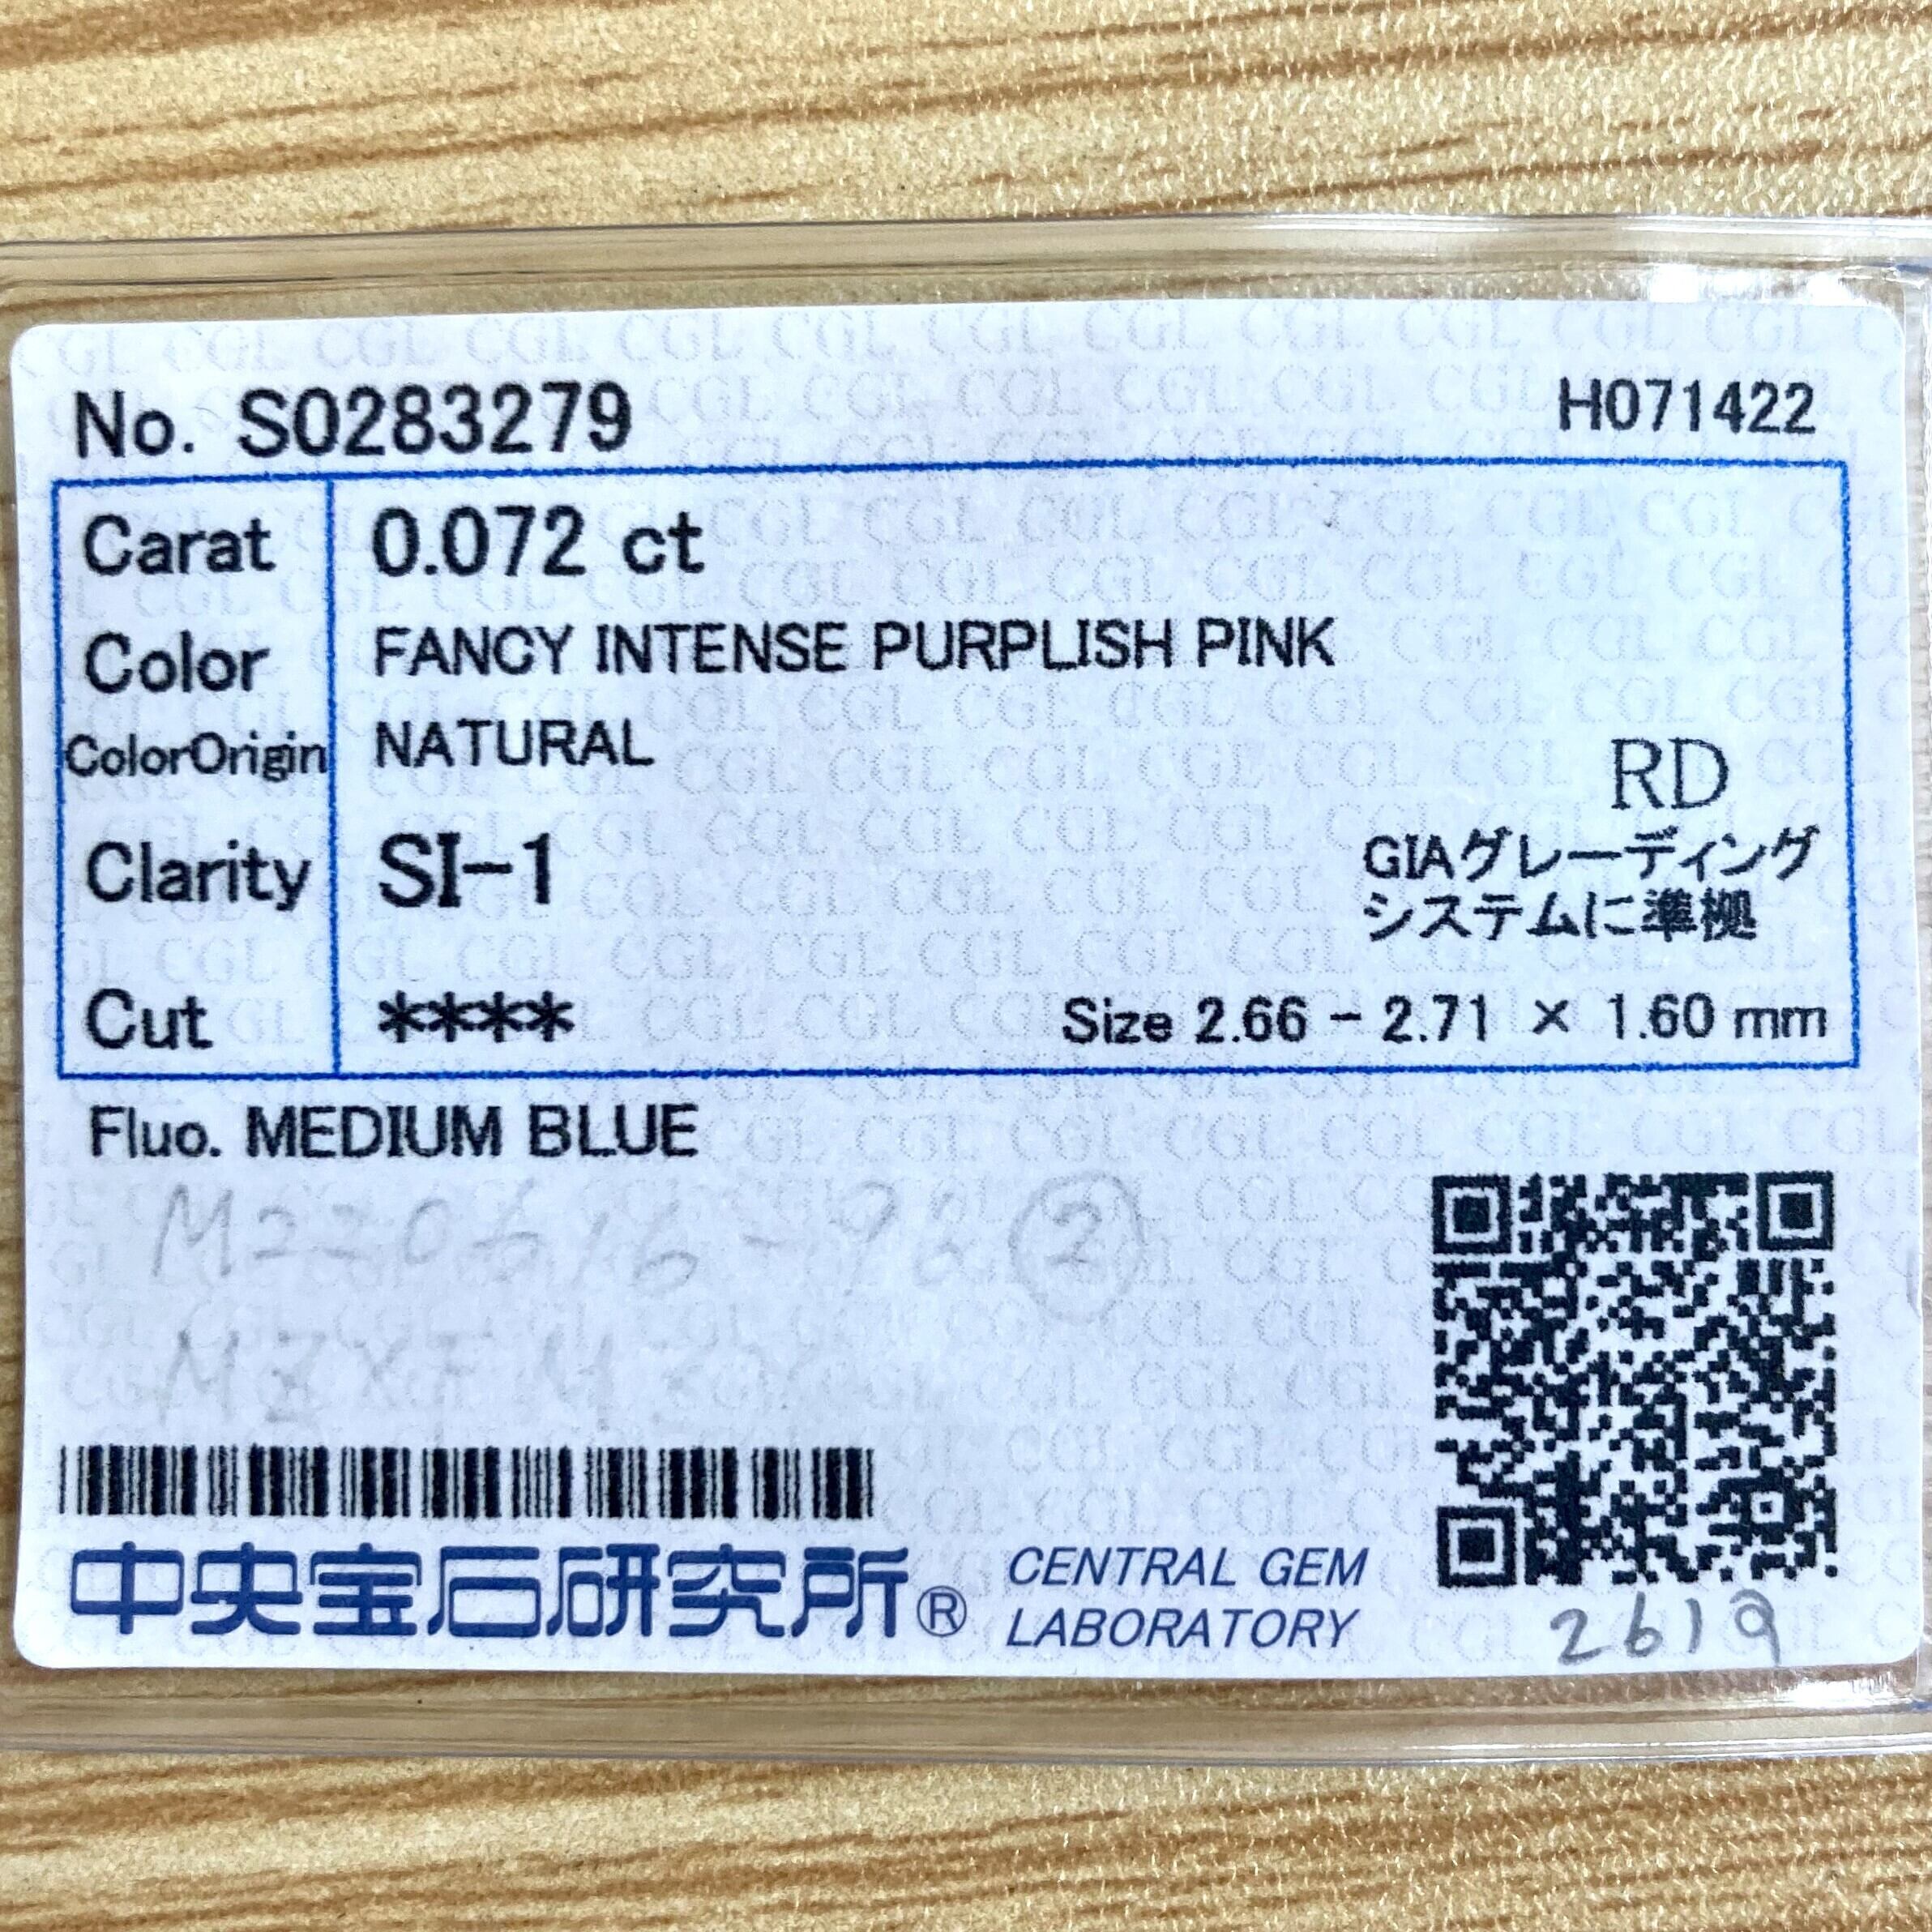 No. S0283279
H071422
Carat 0.072 ct
Color FANCY INTENSE PURPLISH PINK
ColorOrigin NATURAL
RD
Clarity SI-1
GIAグレーディング
システムに準拠
Cut ****
Size 2.66 - 2.71 × 1.60 mm
Fluo. MEDIUM BLUE
②
中央宝石研究所®
CENTRAL GEM
LABORATORY
2619